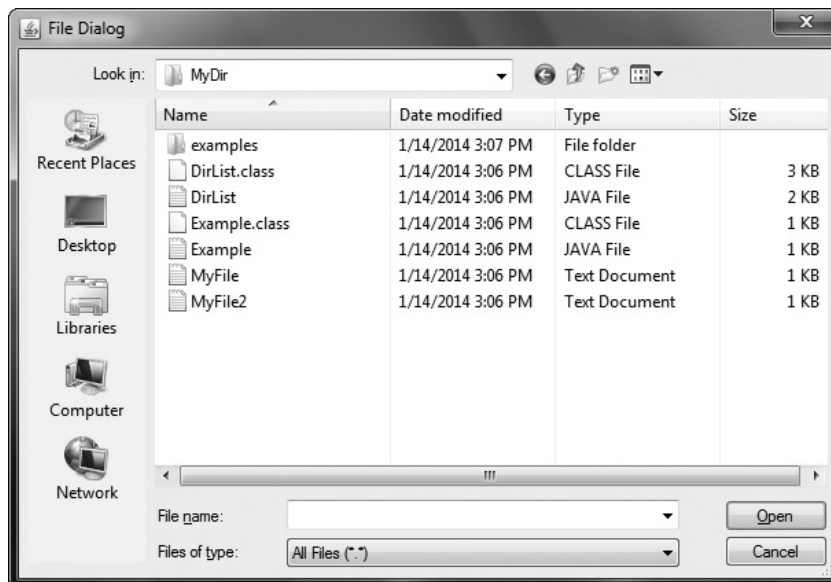 File Dialog
Look in: MyDir
Name Date modified Type Size
examples 1/14/2014 3:07 PM File folder
DirList.class 1/14/2014 3:06 PM CLASS File 3 KB
DirList 1/14/2014 3:06 PM JAVA File 2 KB
Example.class 1/14/2014 3:06 PM CLASS File 1 KB
Example 1/14/2014 3:06 PM JAVA File 1 KB
MyFile 1/14/2014 3:06 PM Text Document 1 KB
MyFile2 1/14/2014 3:06 PM Text Document 1 KB
Recent Places
Desktop
Libraries
Computer
Network
File name: Open
Files of type: All Files (*.*) Cancel